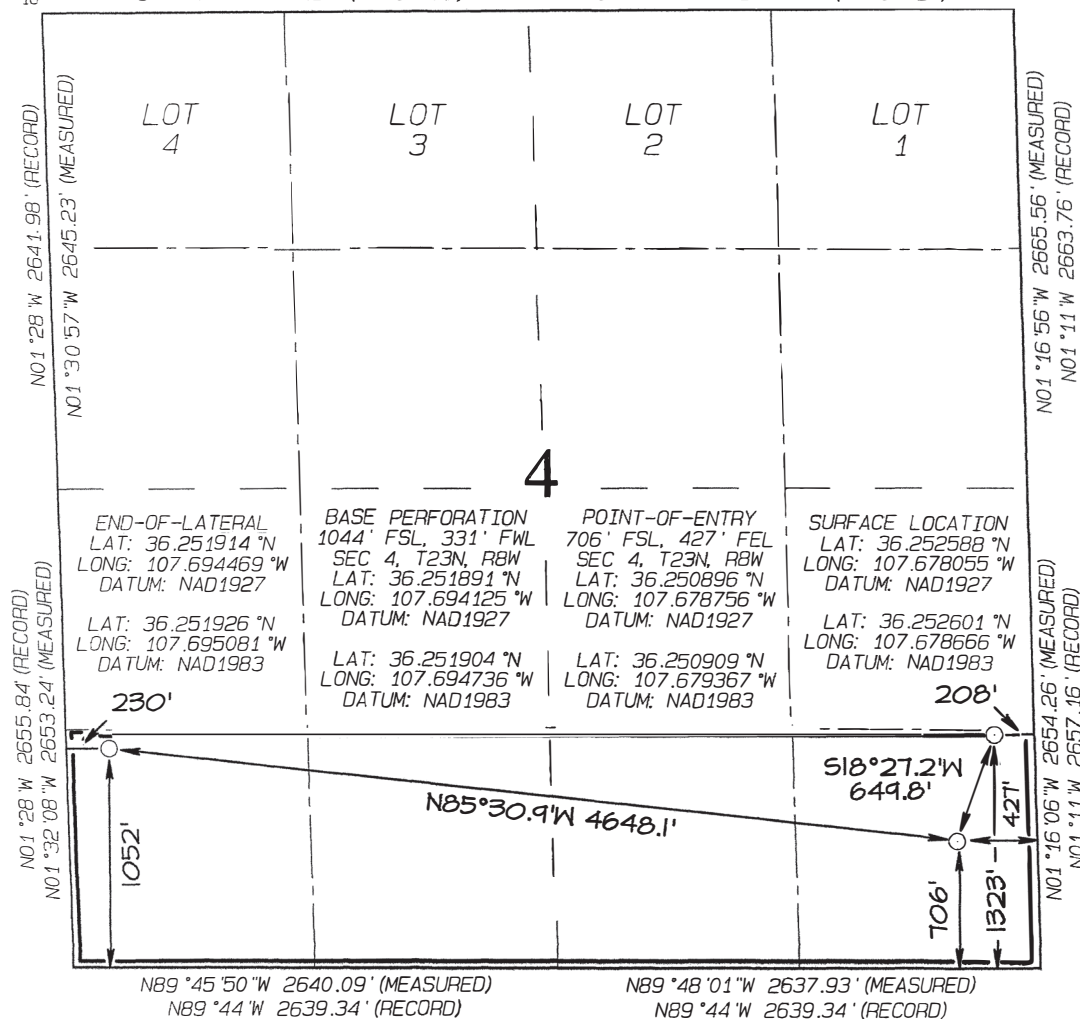 LOT
4
LOT
3
LOT
2
LOT
1
N01°28'W 2641.98' (RECORD)
N01°30'57"W 2645.23' (MEASURED)
N01°16'56"W 2665.56' (MEASURED)
N01°11'W 2663.76' (RECORD)
4
END-OF-LATERAL
LAT: 36.251914°N
LONG: 107.694469°W
DATUM: NAD1927
LAT: 36.251926°N
LONG: 107.695081°W
DATUM: NAD1983
BASE PERFORATION
1044' FSL, 331' FWL
SEC 4, T23N, R8W
LAT: 36.251891°N
LONG: 107.694125°W
DATUM: NAD1927
LAT: 36.251904°N
LONG: 107.694736°W
DATUM: NAD1983
POINT-OF-ENTRY
706' FSL, 427' FEL
SEC 4, T23N, R8W
LAT: 36.250896°N
LONG: 107.678756°W
DATUM: NAD1927
LAT: 36.250909°N
LONG: 107.679367°W
DATUM: NAD1983
SURFACE LOCATION
LAT: 36.252588°N
LONG: 107.678055°W
DATUM: NAD1927
LAT: 36.252601°N
LONG: 107.678666°W
DATUM: NAD1983
N01°28'W 2655.84' (RECORD)
N01°32'08"W 2653.24' (MEASURED)
N01°16'06"W 2654.26' (MEASURED)
N01°11'W 2657.16' (RECORD)
230'
208'
S18°27.2'W
649.8'
N85°30.9'W 4648.1'
427'
1052'
706'
1323'
N89°45'50"W 2640.09' (MEASURED)
N89°44'W 2639.34' (RECORD)
N89°48'01"W 2637.93' (MEASURED)
N89°44'W 2639.34' (RECORD)